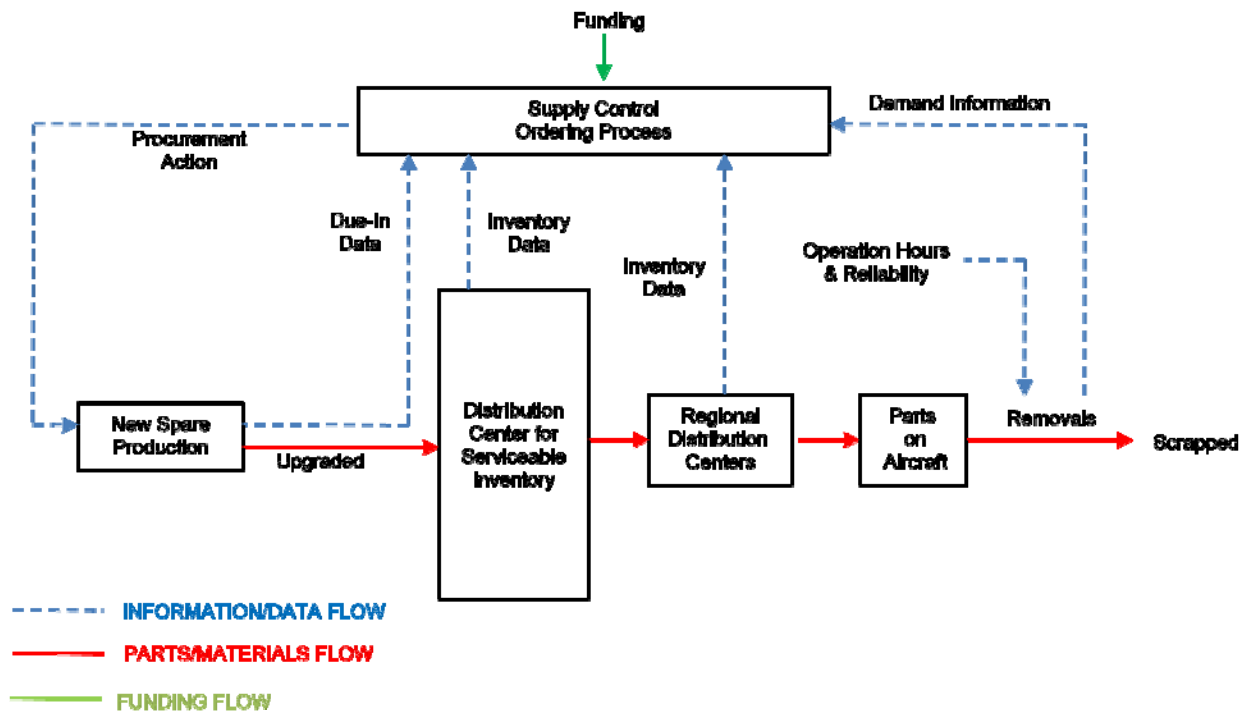 Funding
Supply Control
Ordering Process
Demand Information
Procurement
Action
Due-In
Data
Inventory
Data
Inventory
Data
Operation Hours
& Reliability
New Spare
Production
Upgraded
Distribution
Center for
Serviceable
Inventory
Regional
Distribution
Centers
Parts
on
Aircraft
Removals
Scrapped
INFORMATION/DATA FLOW
PARTS/MATERIALS FLOW
FUNDING FLOW